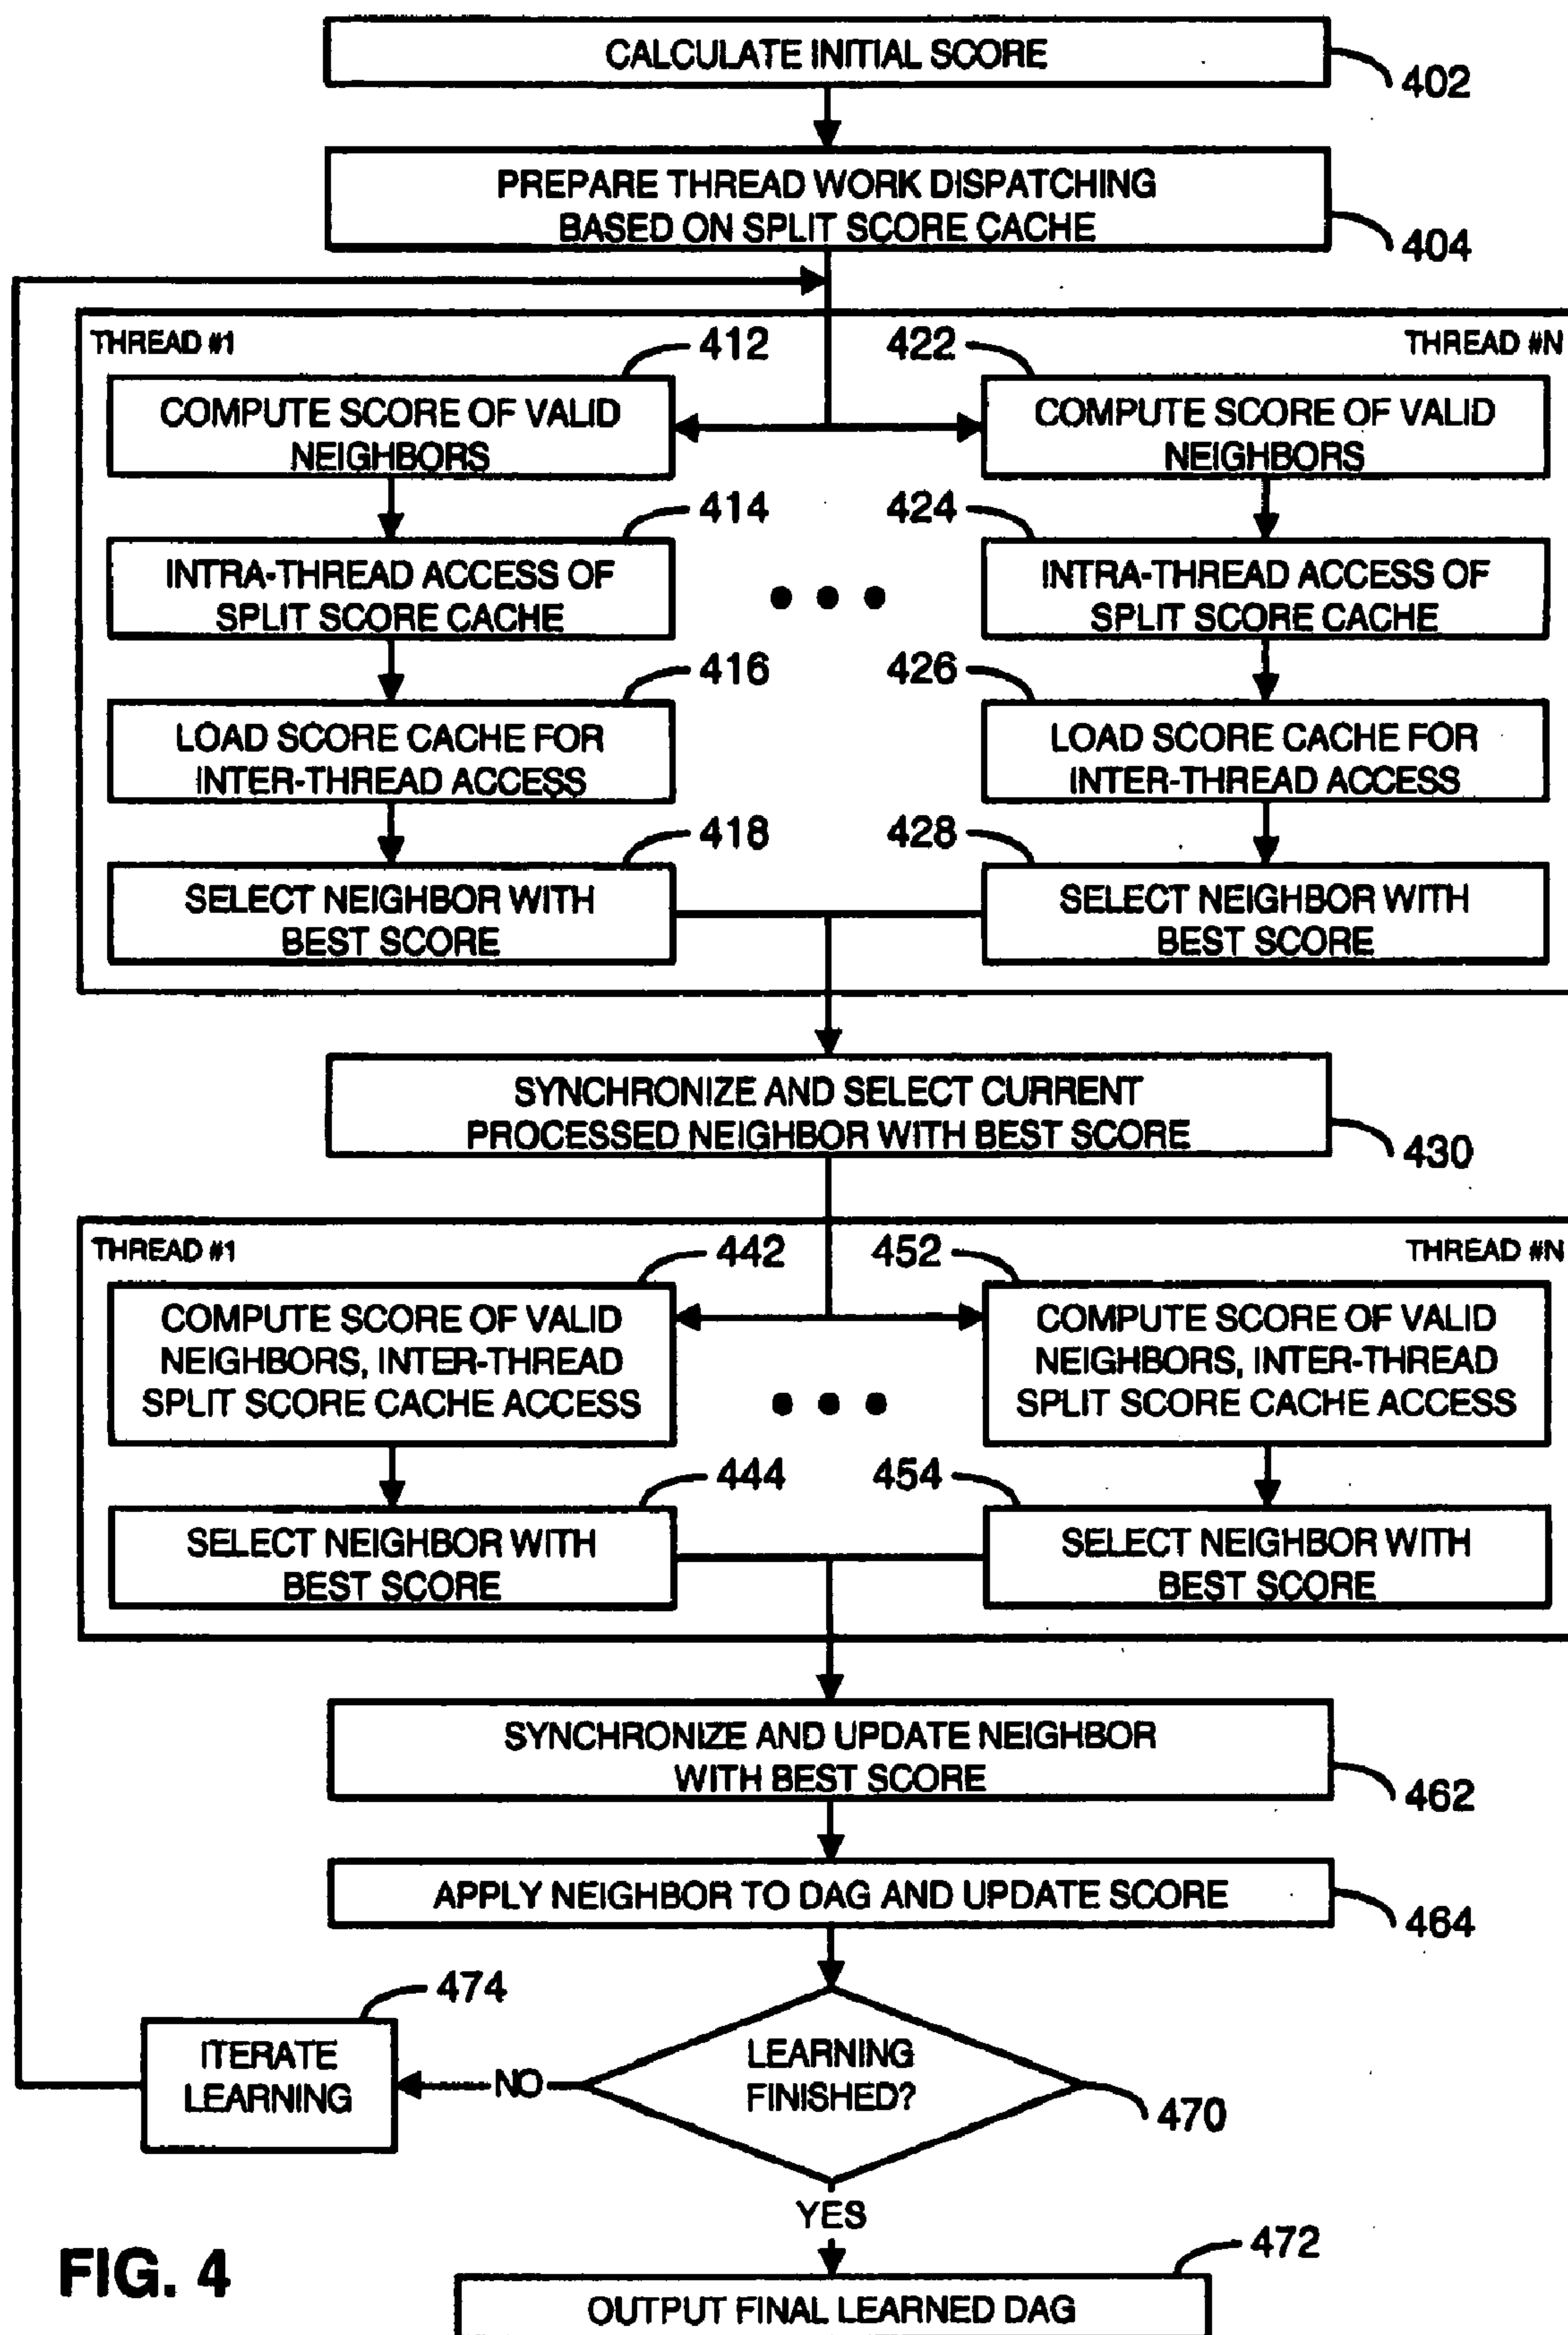 CALCULATE INITIAL SCORE
402
PREPARE THREAD WORK DISPATCHING
BASED ON SPLIT SCORE CACHE
404
THREAD #1
412
422
THREAD #N
COMPUTE SCORE OF VALID
NEIGHBORS
COMPUTE SCORE OF VALID
NEIGHBORS
414
424
INTRA-THREAD ACCESS OF
SPLIT SCORE CACHE
INTRA-THREAD ACCESS OF
SPLIT SCORE CACHE
416
426
LOAD SCORE CACHE FOR
INTER-THREAD ACCESS
LOAD SCORE CACHE FOR
INTER-THREAD ACCESS
418
428
SELECT NEIGHBOR WITH
BEST SCORE
SELECT NEIGHBOR WITH
BEST SCORE
SYNCHRONIZE AND SELECT CURRENT
PROCESSED NEIGHBOR WITH BEST SCORE
430
THREAD #1
442
452
THREAD #N
COMPUTE SCORE OF VALID
NEIGHBORS, INTER-THREAD
SPLIT SCORE CACHE ACCESS
COMPUTE SCORE OF VALID
NEIGHBORS, INTER-THREAD
SPLIT SCORE CACHE ACCESS
444
454
SELECT NEIGHBOR WITH
BEST SCORE
SELECT NEIGHBOR WITH
BEST SCORE
SYNCHRONIZE AND UPDATE NEIGHBOR
WITH BEST SCORE
462
APPLY NEIGHBOR TO DAG AND UPDATE SCORE
464
474
ITERATE
LEARNING
NO
LEARNING
FINISHED?
470
YES
472
OUTPUT FINAL LEARNED DAG
FIG. 4